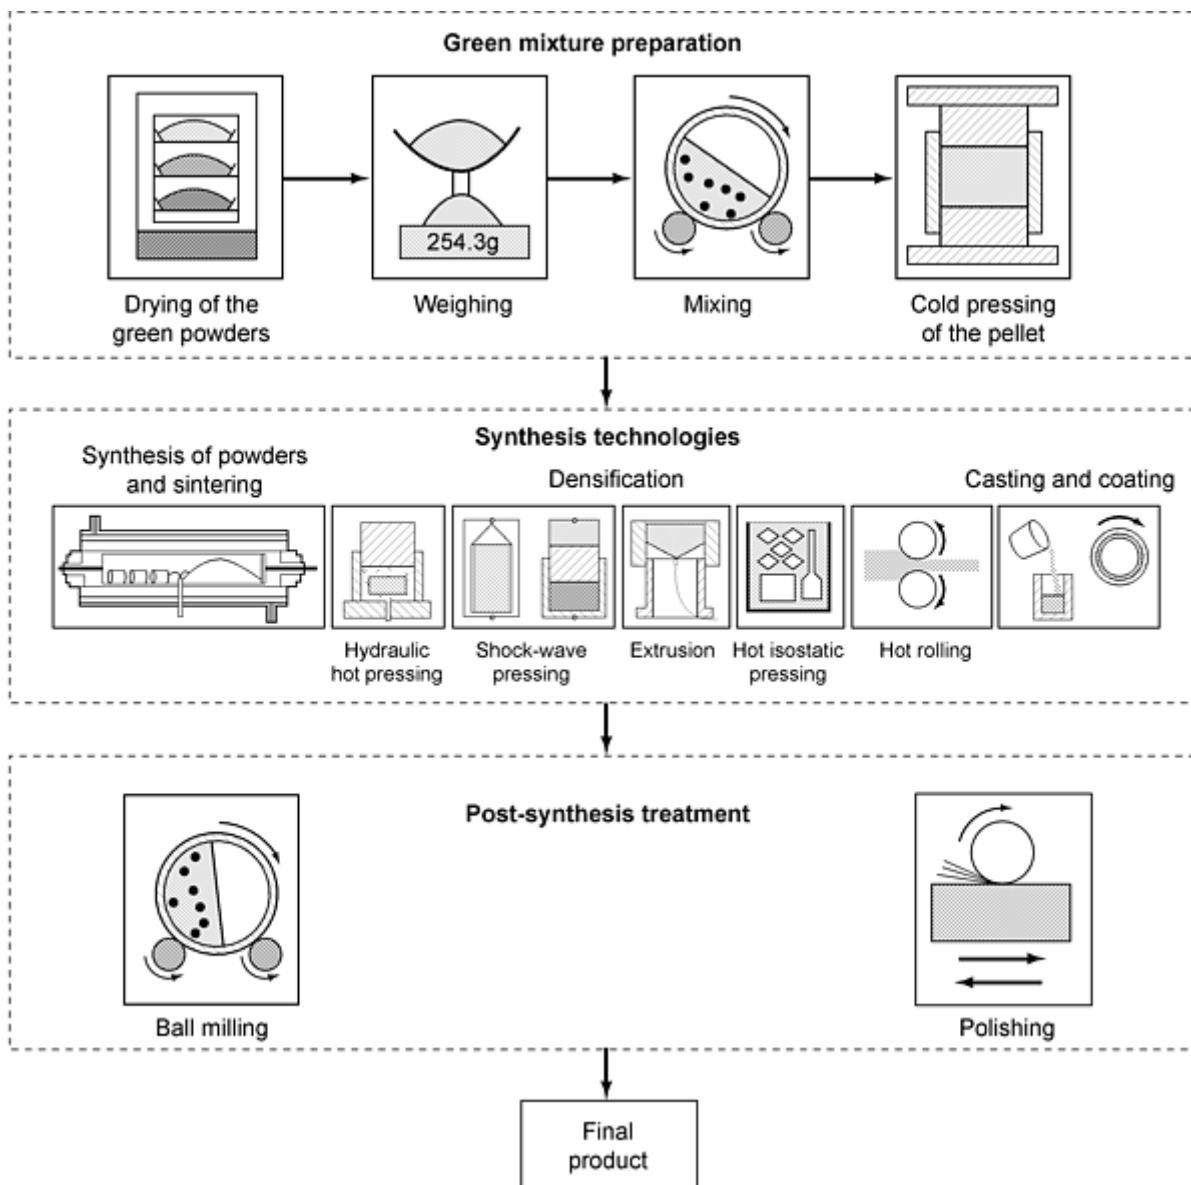 Green mixture preparation
254.3g
Drying of the
green powders
Weighing
Mixing
Cold pressing
of the pellet
Synthesis technologies
Synthesis of powders
and sintering
Densification
Casting and coating
Hydraulic
hot pressing
Shock-wave
pressing
Extrusion
Hot isostatic
pressing
Hot rolling
Post-synthesis treatment
Ball milling
Polishing
Final
product